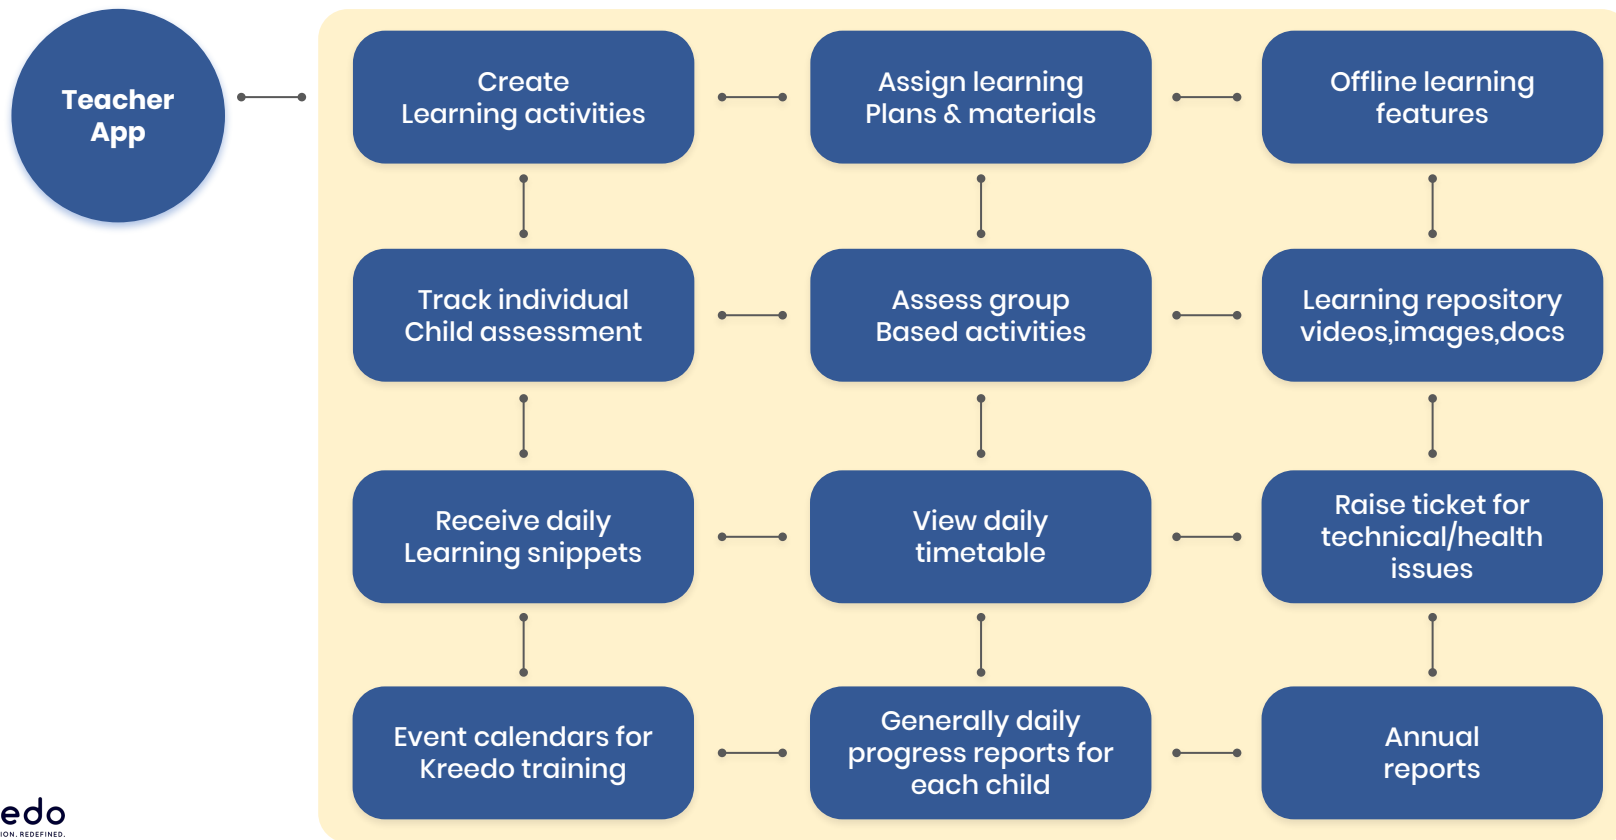 Teacher
App
Create
Learning activities
Assign learning
Plans & materials
Offline learning
features
Track individual
Child assessment
Assess group
Based activities
Learning repository
videos,images,docs
Receive daily
Learning snippets
View daily
timetable
Raise ticket for
technical/health
issues
Event calendars for
Kreedo training
Generally daily
progress reports for
each child
Annual
reports
edo
ION. REDEFINED.